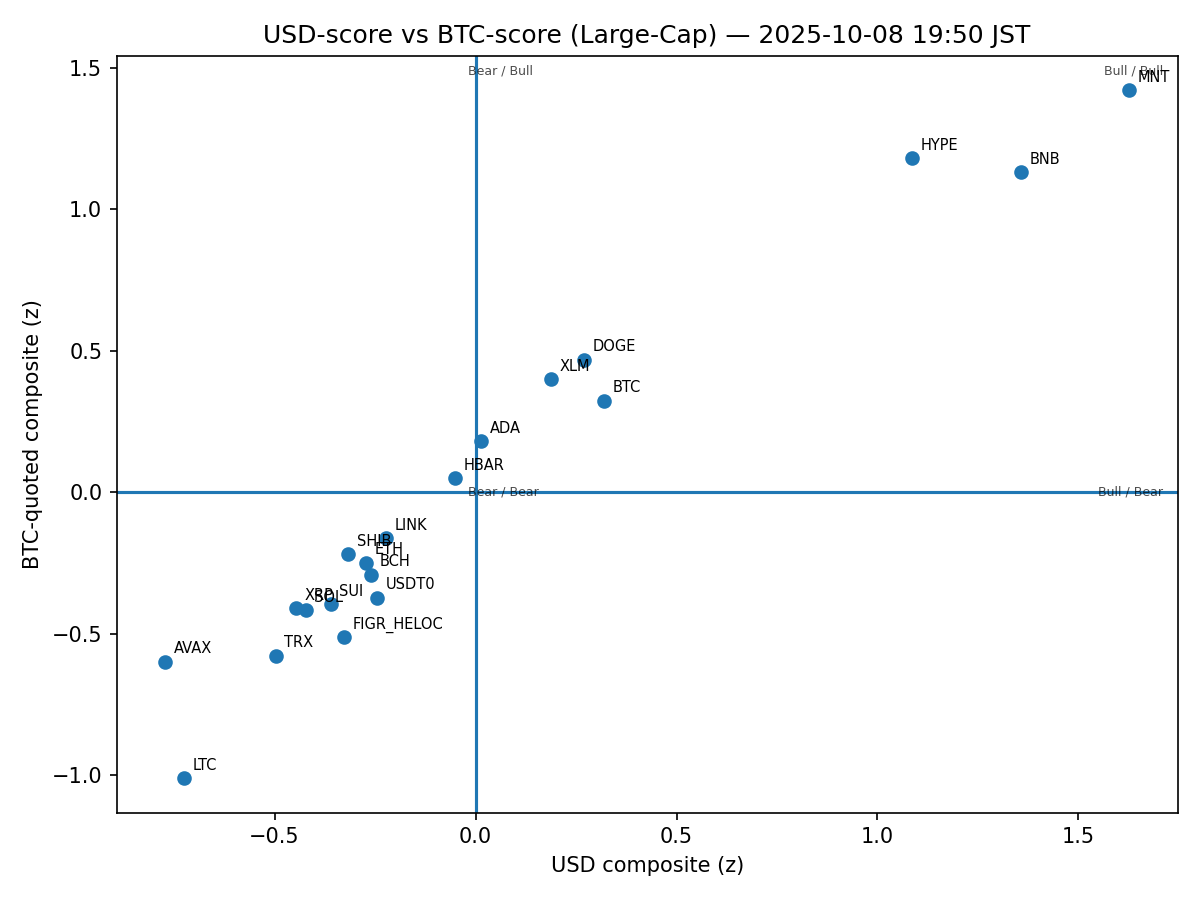 USD-score vs BTC-score (Large-Cap) — 2025-10-08 19:50 JST
Bear / Bull
Bull / Bull
MNT
HYPE
BNB
DOGE
XLM
BTC
ADA
HBAR
Bear / Bear
Bull / Bear
LINK
SHIB
ETH
BCH
USDT0
SUI
XRP
SOL
FIGR_HELOC
TRX
AVAX
LTC
1.5
1.0
0.5
0.0
−0.5
−1.0
BTC-quoted composite (z)
−0.5
0.0
0.5
1.0
1.5
USD composite (z)